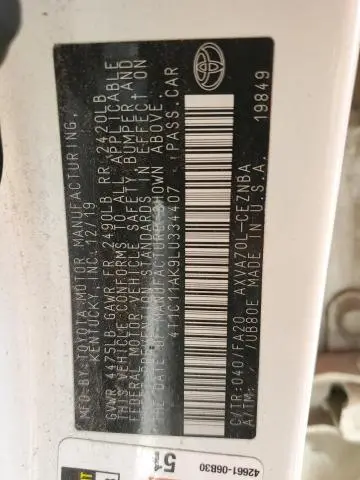 MFD BY: TOYOTA MOTOR MANUFACTURING,
KENTUCKY, INC. 12/19
GVWR 4475LB GAWR FR 2490LB RR 2420LB
THIS VEHICLE CONFORMS TO ALL APPLICABLE
FEDERAL MOTOR VEHICLE SAFETY, BUMPER AND
PREVENTION STANDARDS IN EFFECT ON
THE DATE OF MANUFACTURE SHOWN ABOVE.
4T1C11AK9LU334407 PASS.CAR
C/TR:040/FA20 AXVA70L-CEZNBA
A/TM: /UB80E MADE IN U.S.A. 19849
42661-06B30